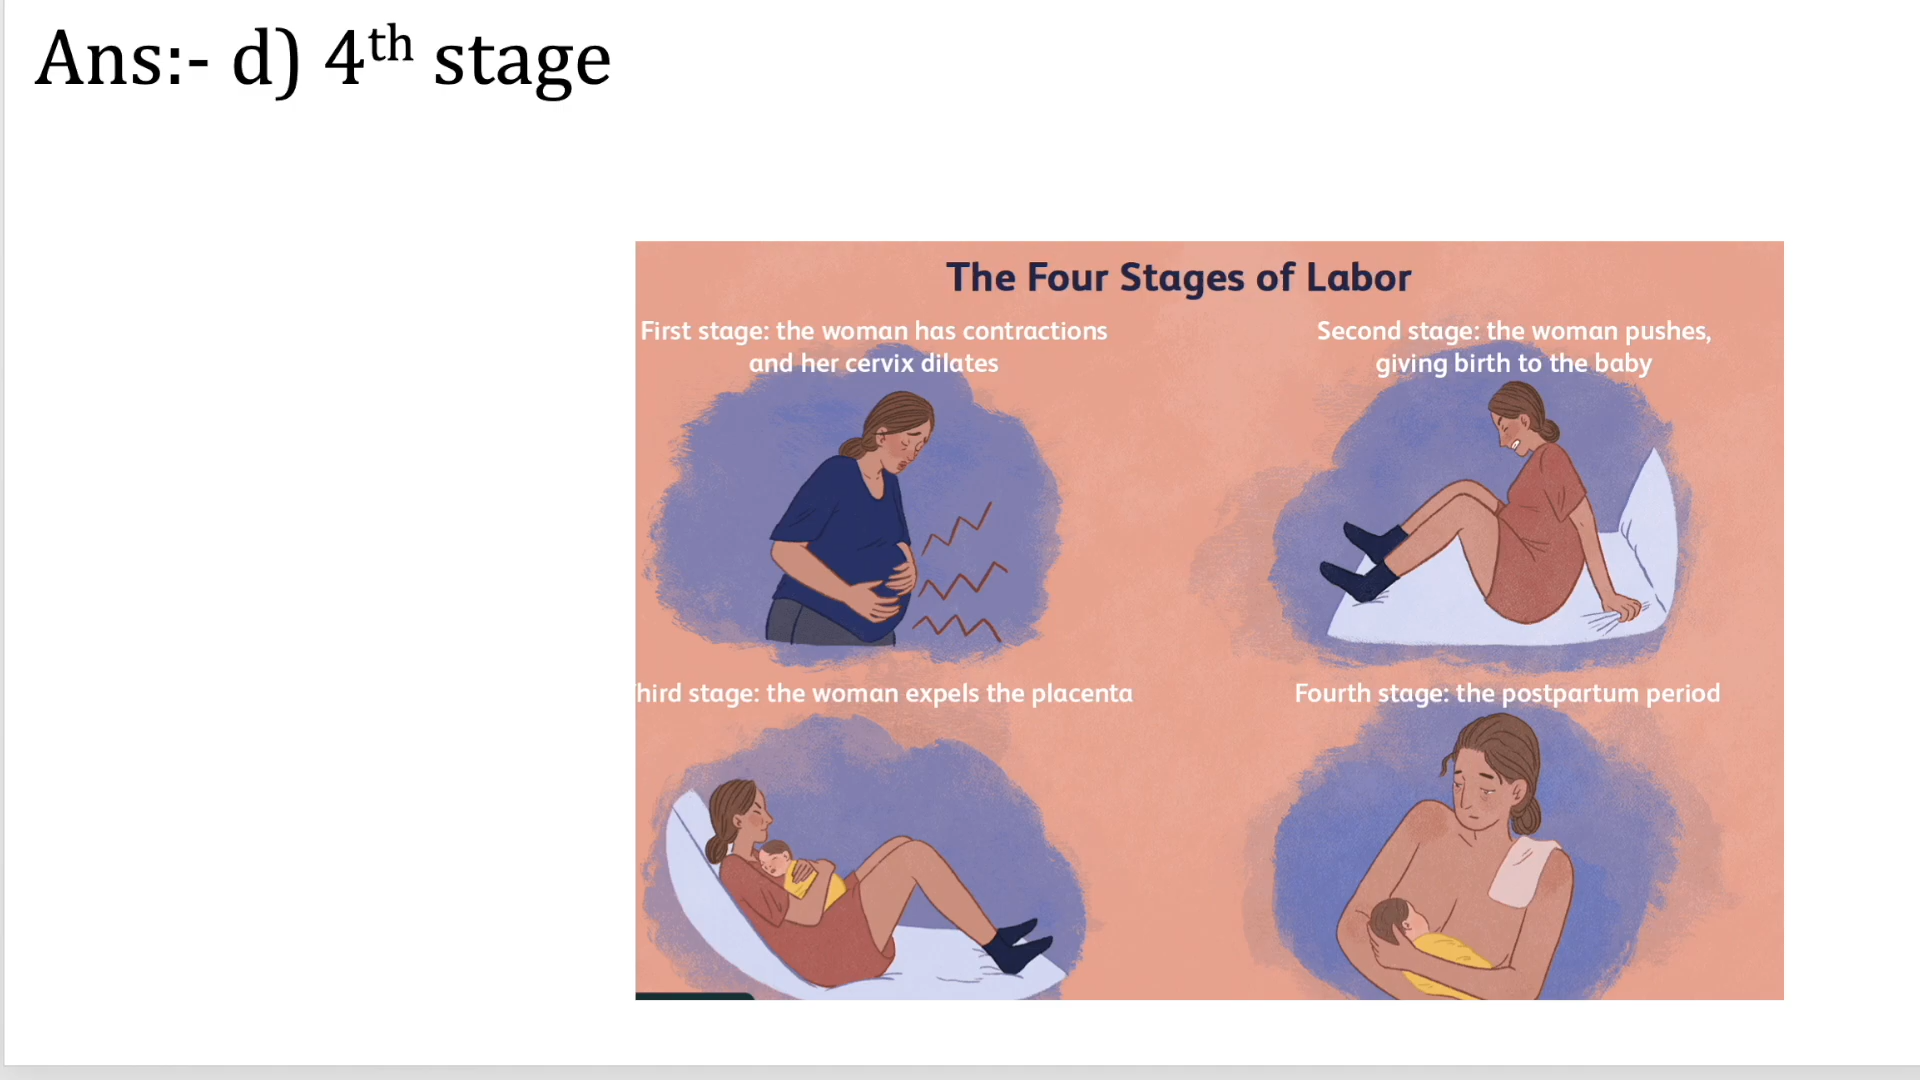 Ans:- d) 4th stage
The Four Stages of Labor
First stage: the woman has contractions
and her cervix dilates
Second stage: the woman pushes,
giving birth to the baby
hird stage: the woman expels the placenta
Fourth stage: the postpartum period